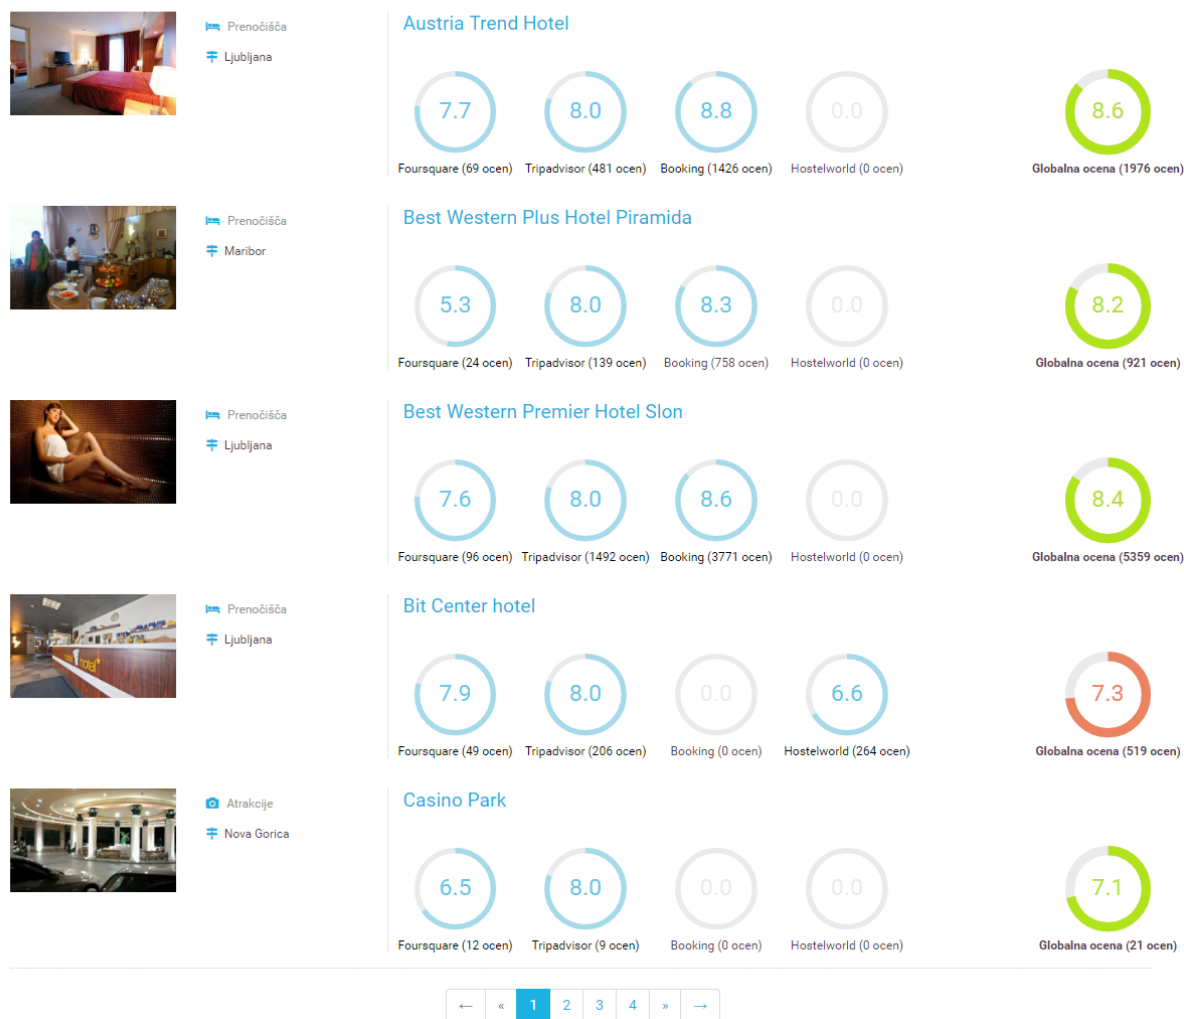 Prenočišča
Ljubljana
Austria Trend Hotel
7.7 8.0 8.8 0.0 8.6
Foursquare (69 ocen) Tripadvisor (481 ocen) Booking (1426 ocen) Hostelworld (0 ocen) Globalna ocena (1976 ocen)
Prenočišča
Maribor
Best Western Plus Hotel Piramida
5.3 8.0 8.3 0.0 8.2
Foursquare (24 ocen) Tripadvisor (139 ocen) Booking (758 ocen) Hostelworld (0 ocen) Globalna ocena (921 ocen)
Prenočišča
Ljubljana
Best Western Premier Hotel Slon
7.6 8.0 8.6 0.0 8.4
Foursquare (96 ocen) Tripadvisor (1492 ocen) Booking (3771 ocen) Hostelworld (0 ocen) Globalna ocena (5359 ocen)
hotel
Prenočišča
Ljubljana
Bit Center hotel
7.9 8.0 0.0 6.6 7.3
Foursquare (49 ocen) Tripadvisor (206 ocen) Booking (0 ocen) Hostelworld (264 ocen) Globalna ocena (519 ocen)
Atrakcije
Nova Gorica
Casino Park
6.5 8.0 0.0 0.0 7.1
Foursquare (12 ocen) Tripadvisor (9 ocen) Booking (0 ocen) Hostelworld (0 ocen) Globalna ocena (21 ocen)
← « 1 2 3 4 » →